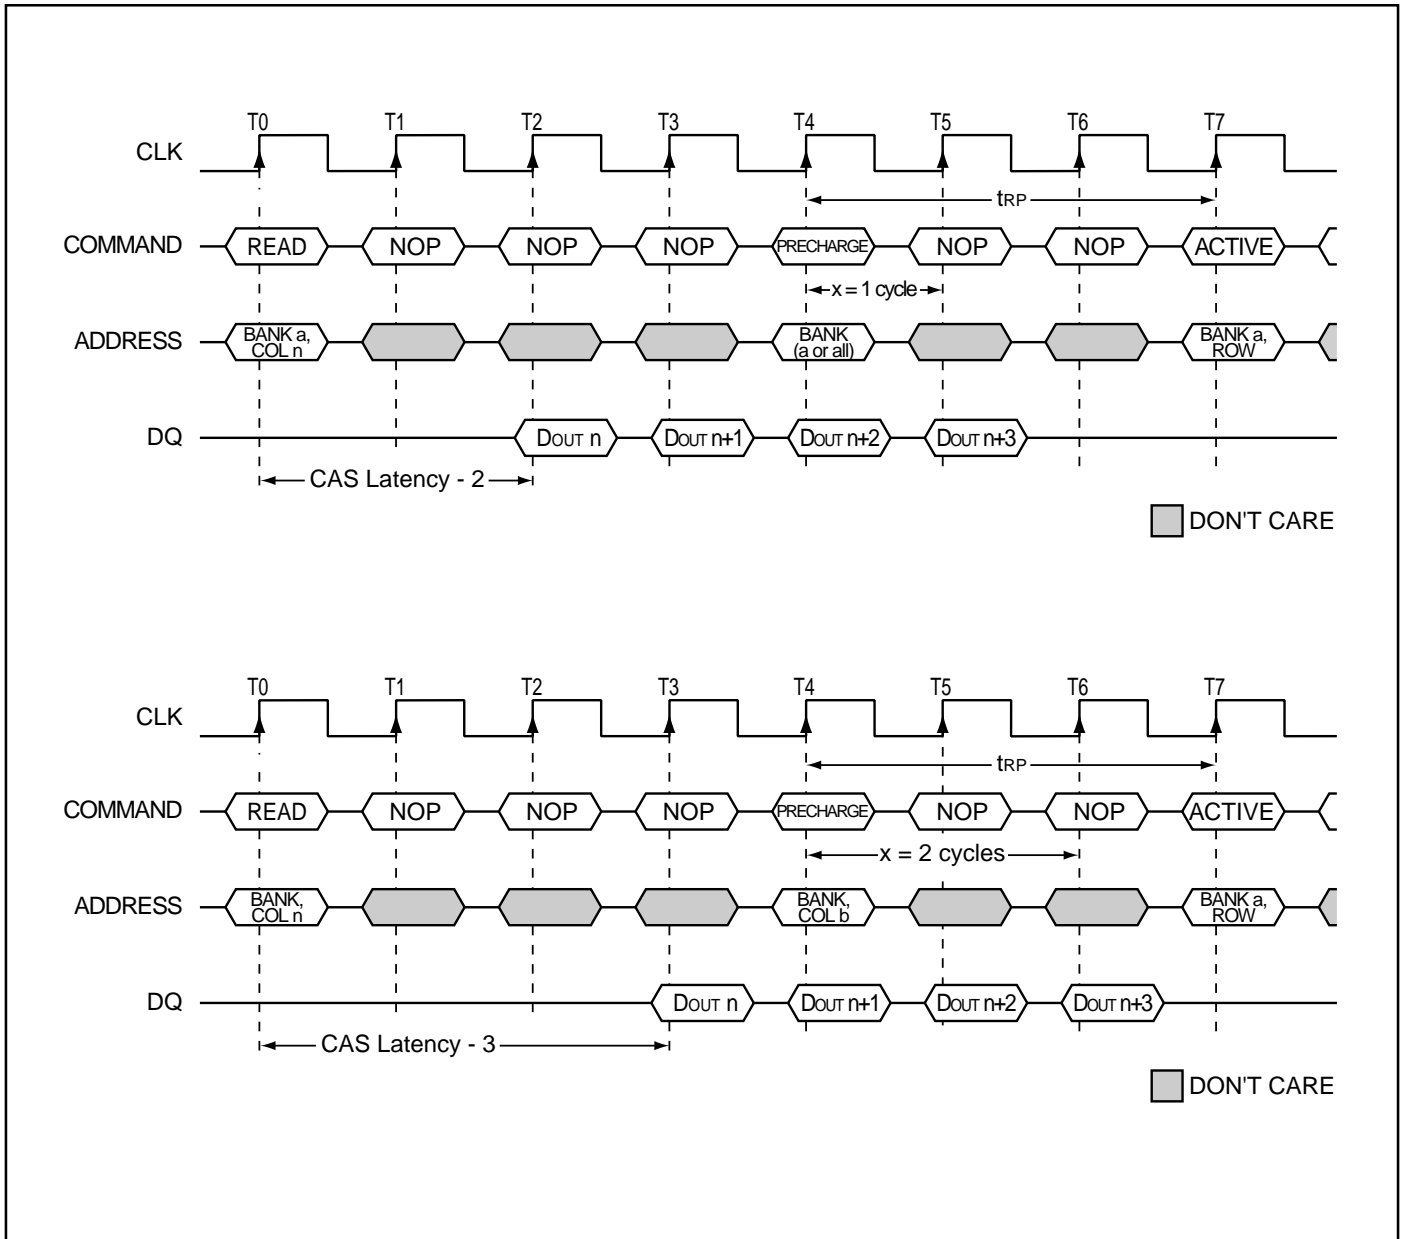 T0 T1 T2 T3 T4 T5 T6 T7
CLK
tRP
COMMAND READ NOP NOP NOP PRECHARGE NOP NOP ACTIVE
x = 1 cycle
ADDRESS BANK a, COL n BANK (a or all) BANK a, ROW
DQ DOUT n DOUT n+1 DOUT n+2 DOUT n+3
CAS Latency - 2
DON'T CARE
T0 T1 T2 T3 T4 T5 T6 T7
CLK
tRP
COMMAND READ NOP NOP NOP PRECHARGE NOP NOP ACTIVE
x = 2 cycles
ADDRESS BANK, COL n BANK, COL b BANK a, ROW
DQ DOUT n DOUT n+1 DOUT n+2 DOUT n+3
CAS Latency - 3
DON'T CARE